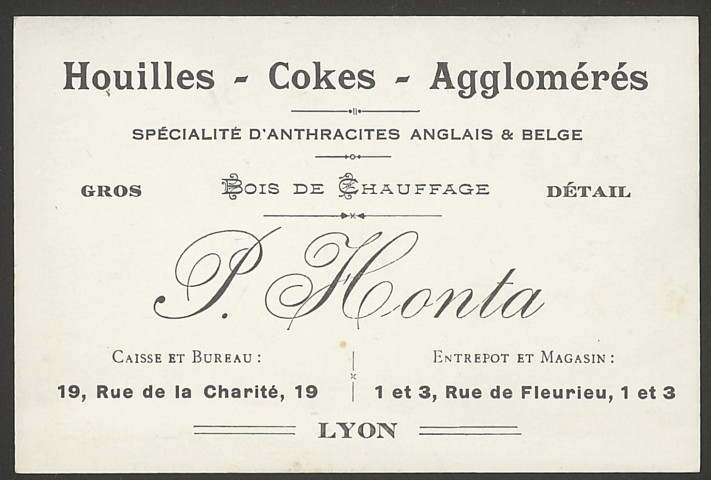 Houilles - Cokes - Agglomérés
SPÉCIALITÉ D'ANTHRACITES ANGLAIS & BELGE
GROS BOIS DE CHAUFFAGE DÉTAIL
P. Honta
CAISSE ET BUREAU :
19, Rue de la Charité, 19
ENTREPOT ET MAGASIN :
1 et 3, Rue de Fleurieu, 1 et 3
LYON